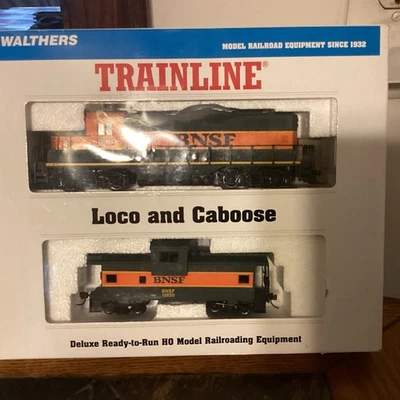 WALTHERS
MODEL RAILROAD EQUIPMENT SINCE 1932
TRAINLINE®
BNSF
Loco and Caboose
BNSF
BNSF
Deluxe Ready-to-Run HO Model Railroading Equipment